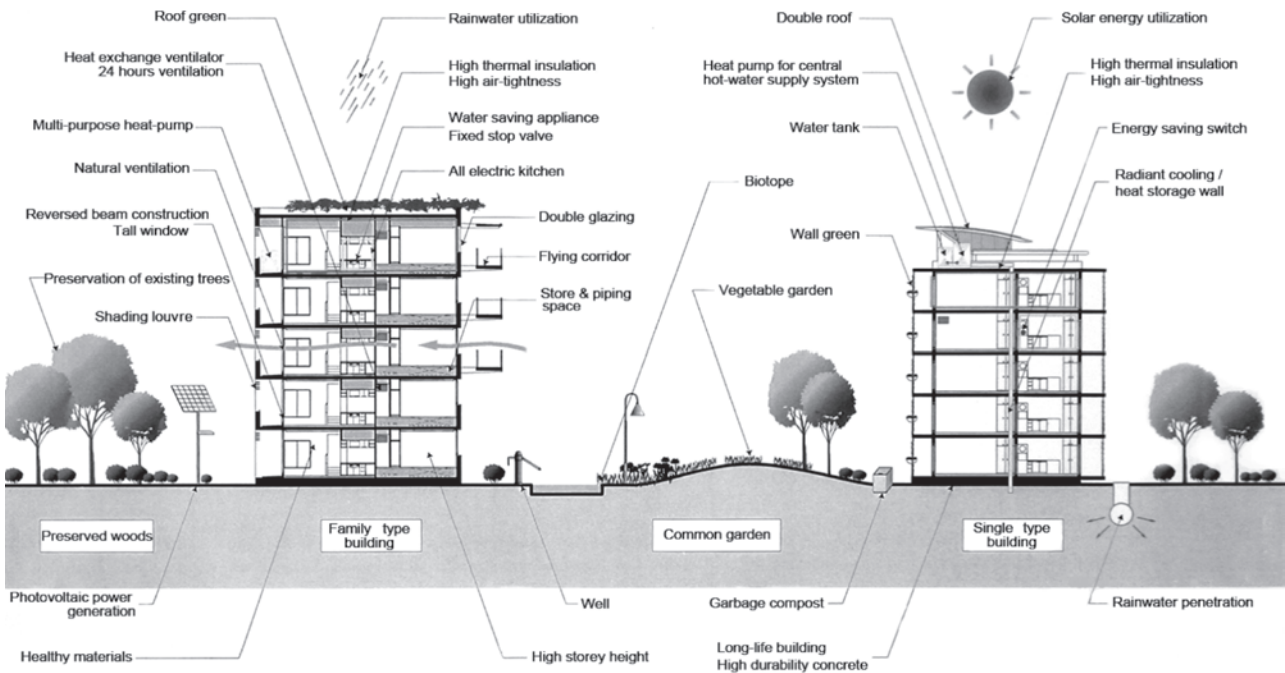 Roof green
Rainwater utilization
Double roof
Solar energy utilization
Heat exchange ventilator
24 hours ventilation
High thermal insulation
High air-tightness
Heat pump for central
hot-water supply system
High thermal insulation
High air-tightness
Multi-purpose heat-pump
Water saving appliance
Fixed stop valve
Water tank
Energy saving switch
Natural ventilation
All electric kitchen
Biotope
Radiant cooling /
heat storage wall
Reversed beam construction
Tall window
Double glazing
Wall green
Preservation of existing trees
Flying corridor
Vegetable garden
Shading louvre
Store & piping
space
Preserved woods
Family type
building
Common garden
Single type
building
Photovoltaic power
generation
Well
Garbage compost
Rainwater penetration
Healthy materials
High storey height
Long-life building
High durability concrete